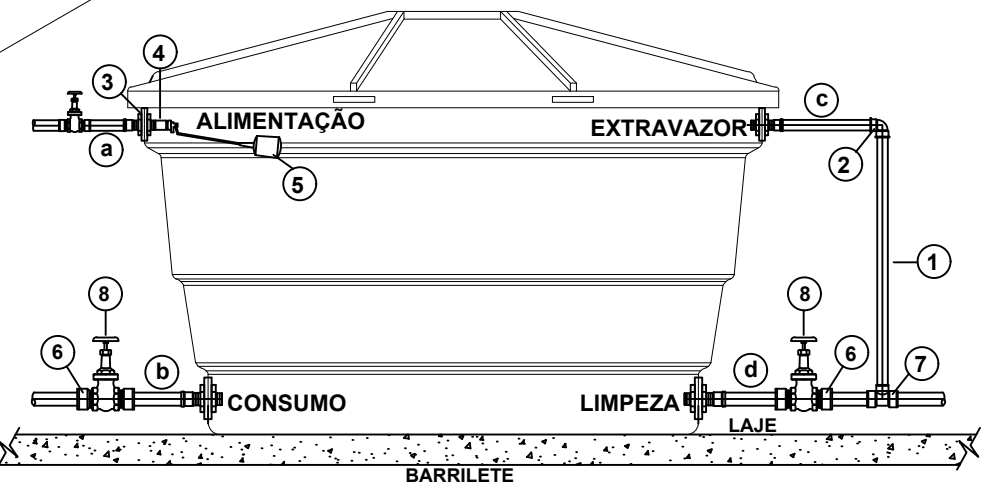 4
3
c
ALIMENTAÇÃO
EXTRAVAZOR
a
2
5
1
8
8
6
b
d
6
7
CONSUMO
LIMPEZA
LAJE
BARRILETE